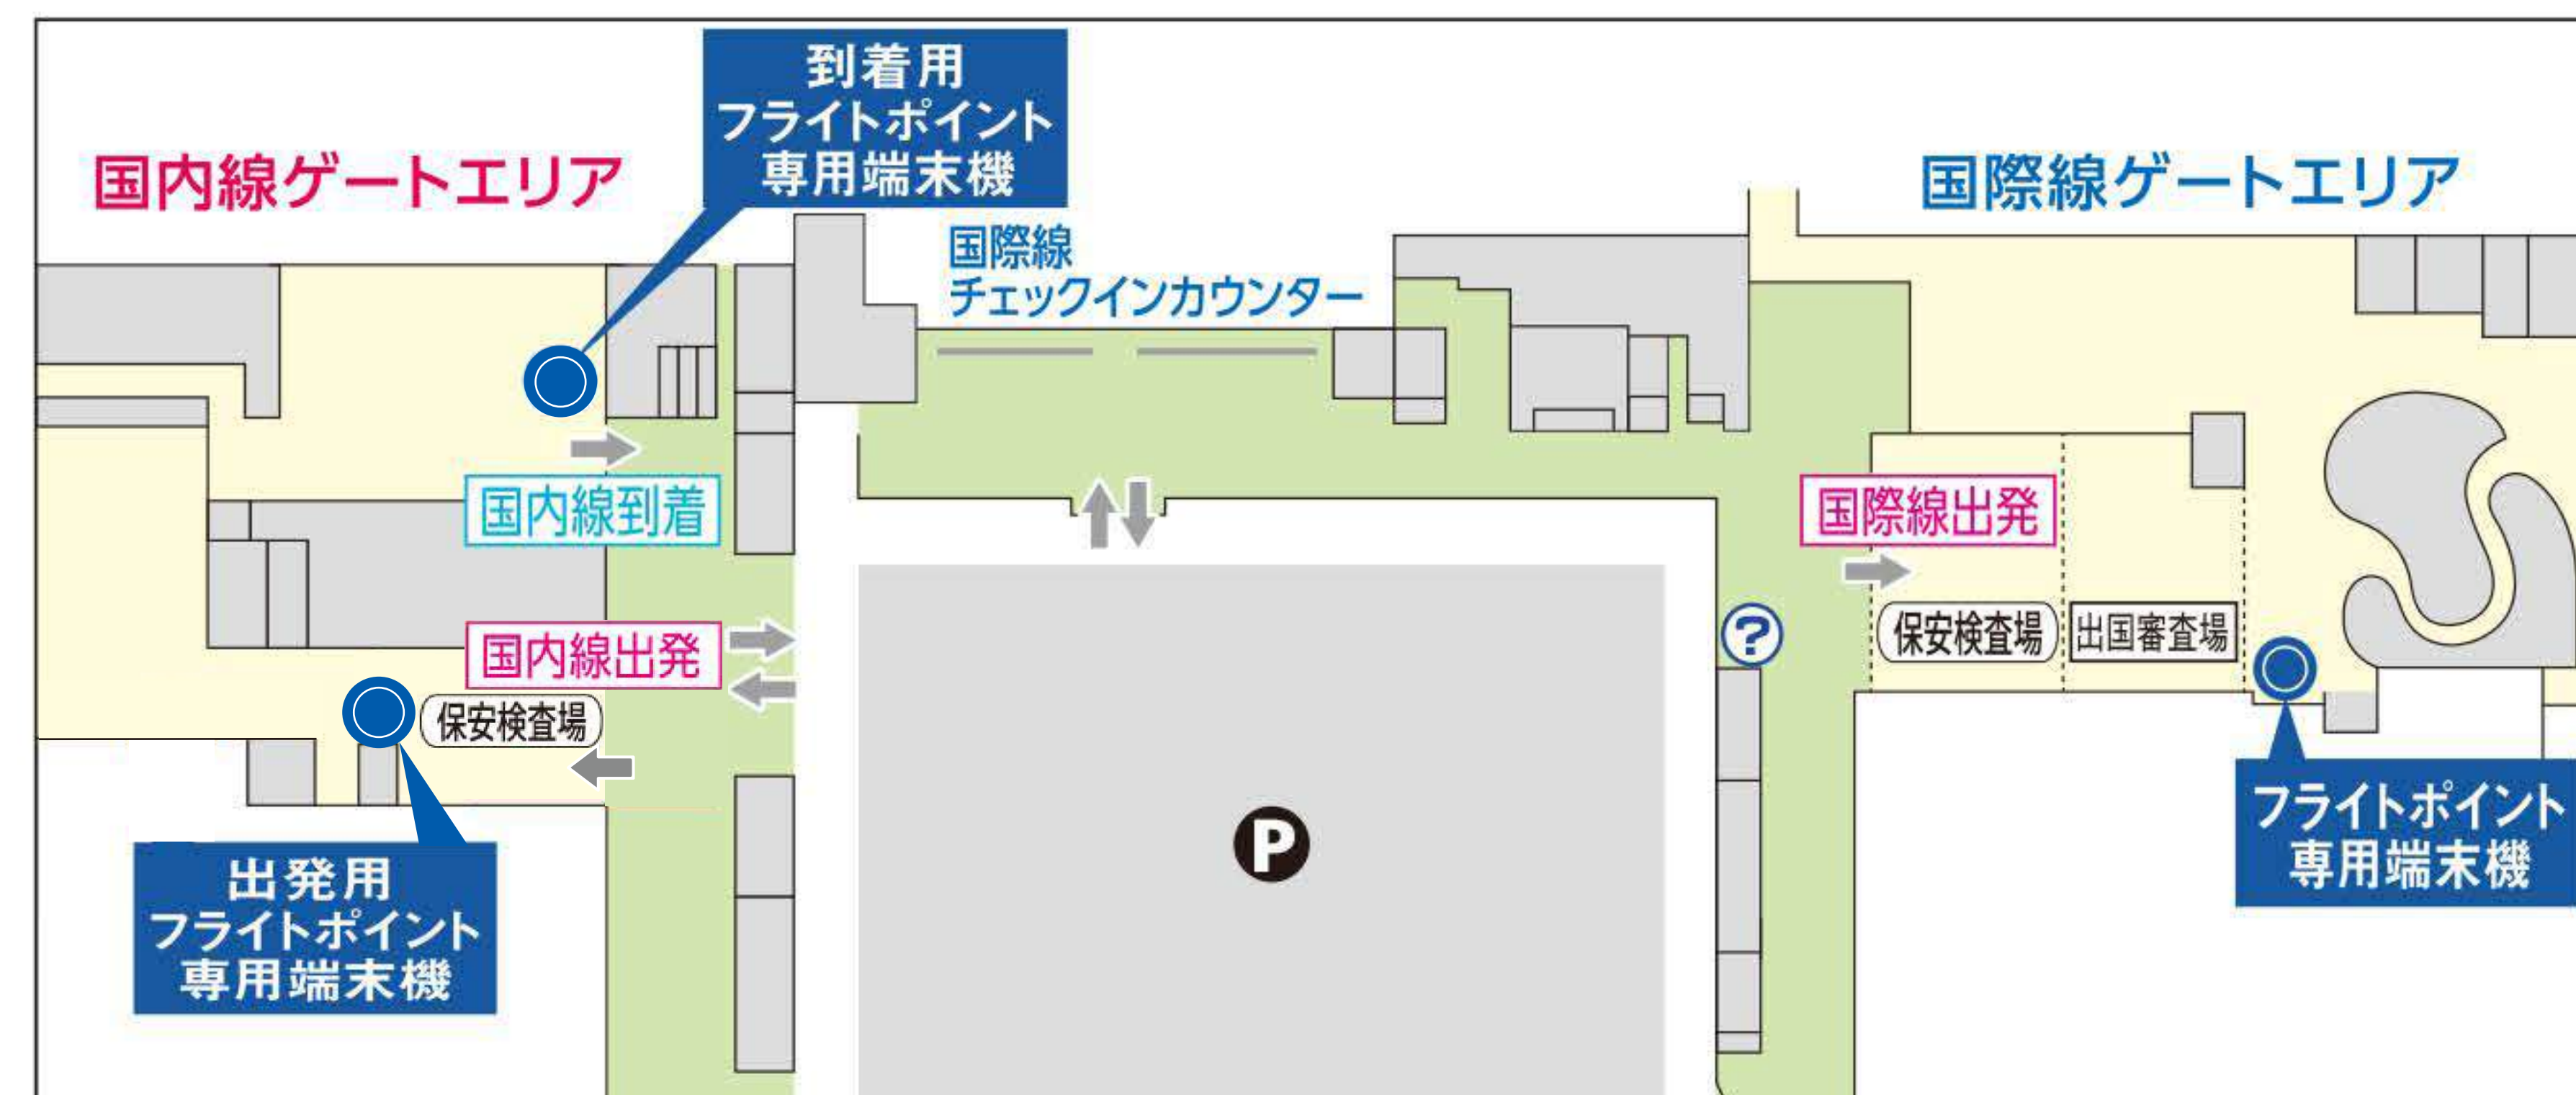 到着用
フライトポイント
専用端末機
国内線ゲートエリア
国際線ゲートエリア
国際線
チェックインカウンター
国内線到着
国際線出発
国内線出発
?
保安検査場
出国審査場
保安検査場
P
フライトポイント
専用端末機
出発用
フライトポイント
専用端末機